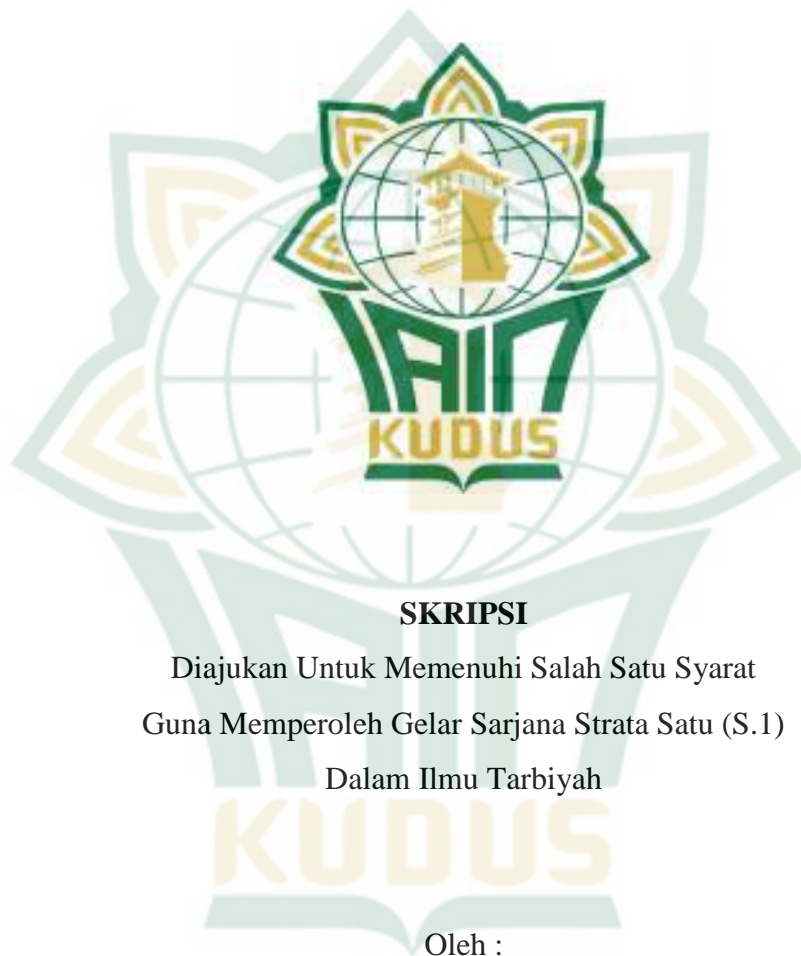 IAIN
KUDUS
SKRIPSI
Diajukan Untuk Memenuhi Salah Satu Syarat
Guna Memperoleh Gelar Sarjana Strata Satu (S.1)
Dalam Ilmu Tarbiyah
IAIN
KUDUS
Oleh :